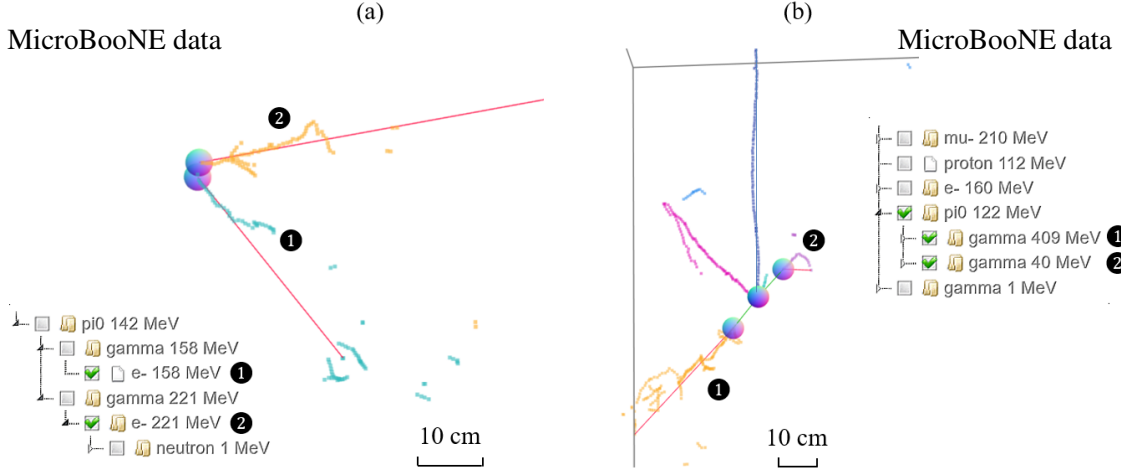 (a)
MicroBooNE data
2
1
pi0 142 MeV
gamma 158 MeV
e- 158 MeV 1
gamma 221 MeV
e- 221 MeV 2
neutron 1 MeV
10 cm
(b)
MicroBooNE data
mu- 210 MeV
proton 112 MeV
e- 160 MeV
pi0 122 MeV
gamma 409 MeV 1
gamma 40 MeV 2
gamma 1 MeV
2
1
10 cm